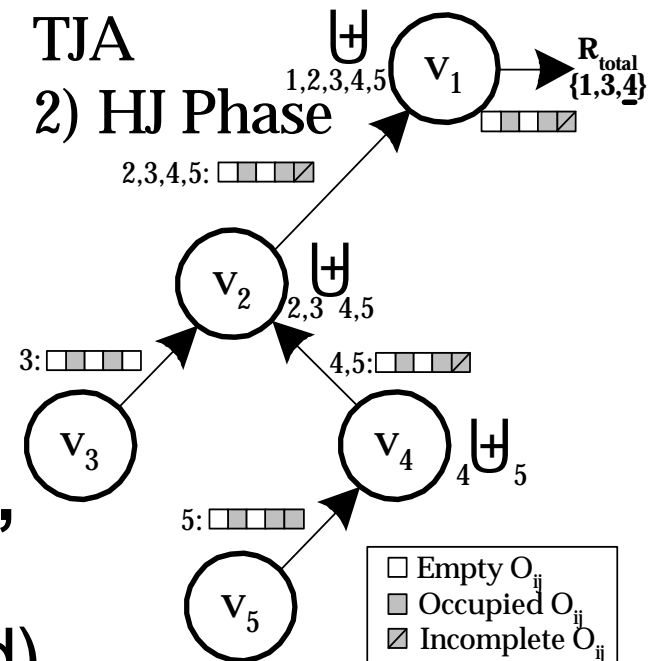 TJA
2) HJ Phase
⊎
1,2,3,4,5
v1
Rtotal
{1,3,4}
2,3,4,5:
v2
⊎
2,3 4,5
3:
4,5:
v3
v4
4 ⊎ 5
,
5:
v5
d)
Empty Oij
Occupied Oij
Incomplete Oij